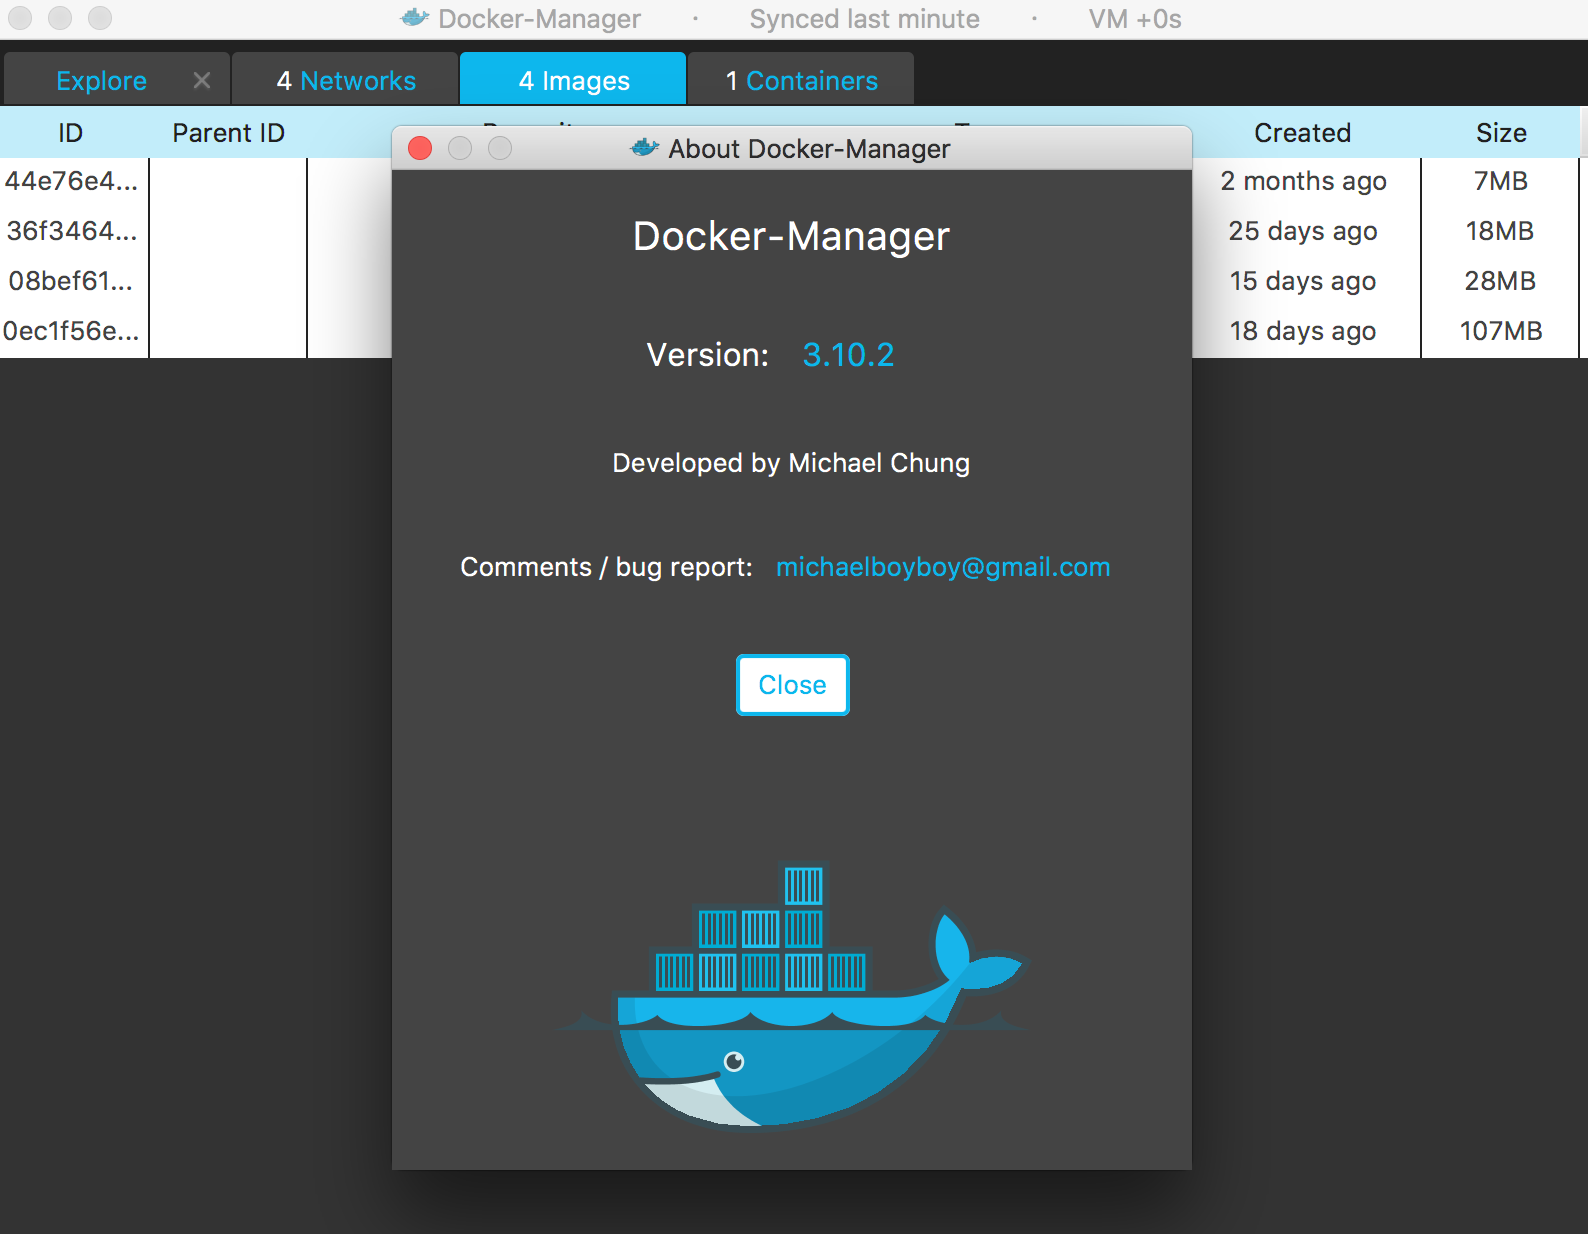 Docker-Manager · Synced last minute · VM +0s
Explore × 4 Networks 4 Images 1 Containers
ID Parent ID Created Size
About Docker-Manager
44e76e4... 2 months ago 7MB
36f3464... 25 days ago 18MB
08bef61... 15 days ago 28MB
0ec1f56e... 18 days ago 107MB
Docker-Manager
Version: 3.10.2
Developed by Michael Chung
Comments / bug report: michaelboyboy@gmail.com
Close